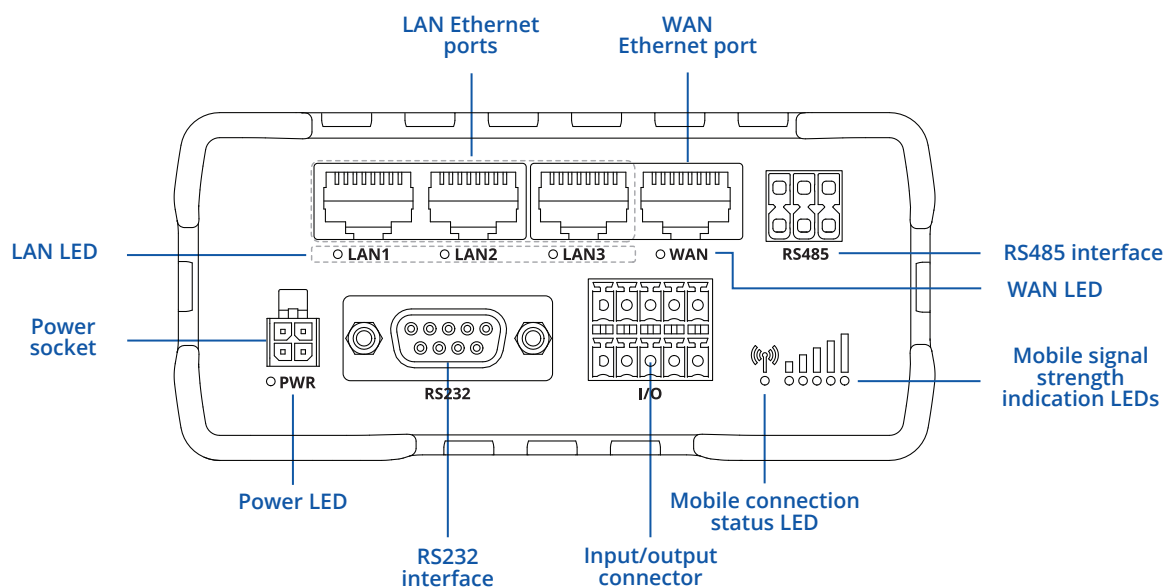 LAN Ethernet
ports
WAN
Ethernet port
LAN LED
LAN1
LAN2
LAN3
WAN
RS485
RS485 interface
WAN LED
Power
socket
PWR
RS232
I/O
Mobile signal
strength
indication LEDs
Power LED
Mobile connection
status LED
RS232
interface
Input/output
connector